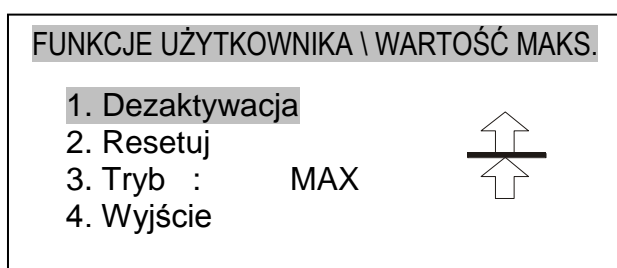 FUNKCJE UŻYTKOWNIKA \ WARTOŚĆ MAKS.
1. Dezaktywacja
2. Resetuj
3. Tryb : MAX
4. Wyjście